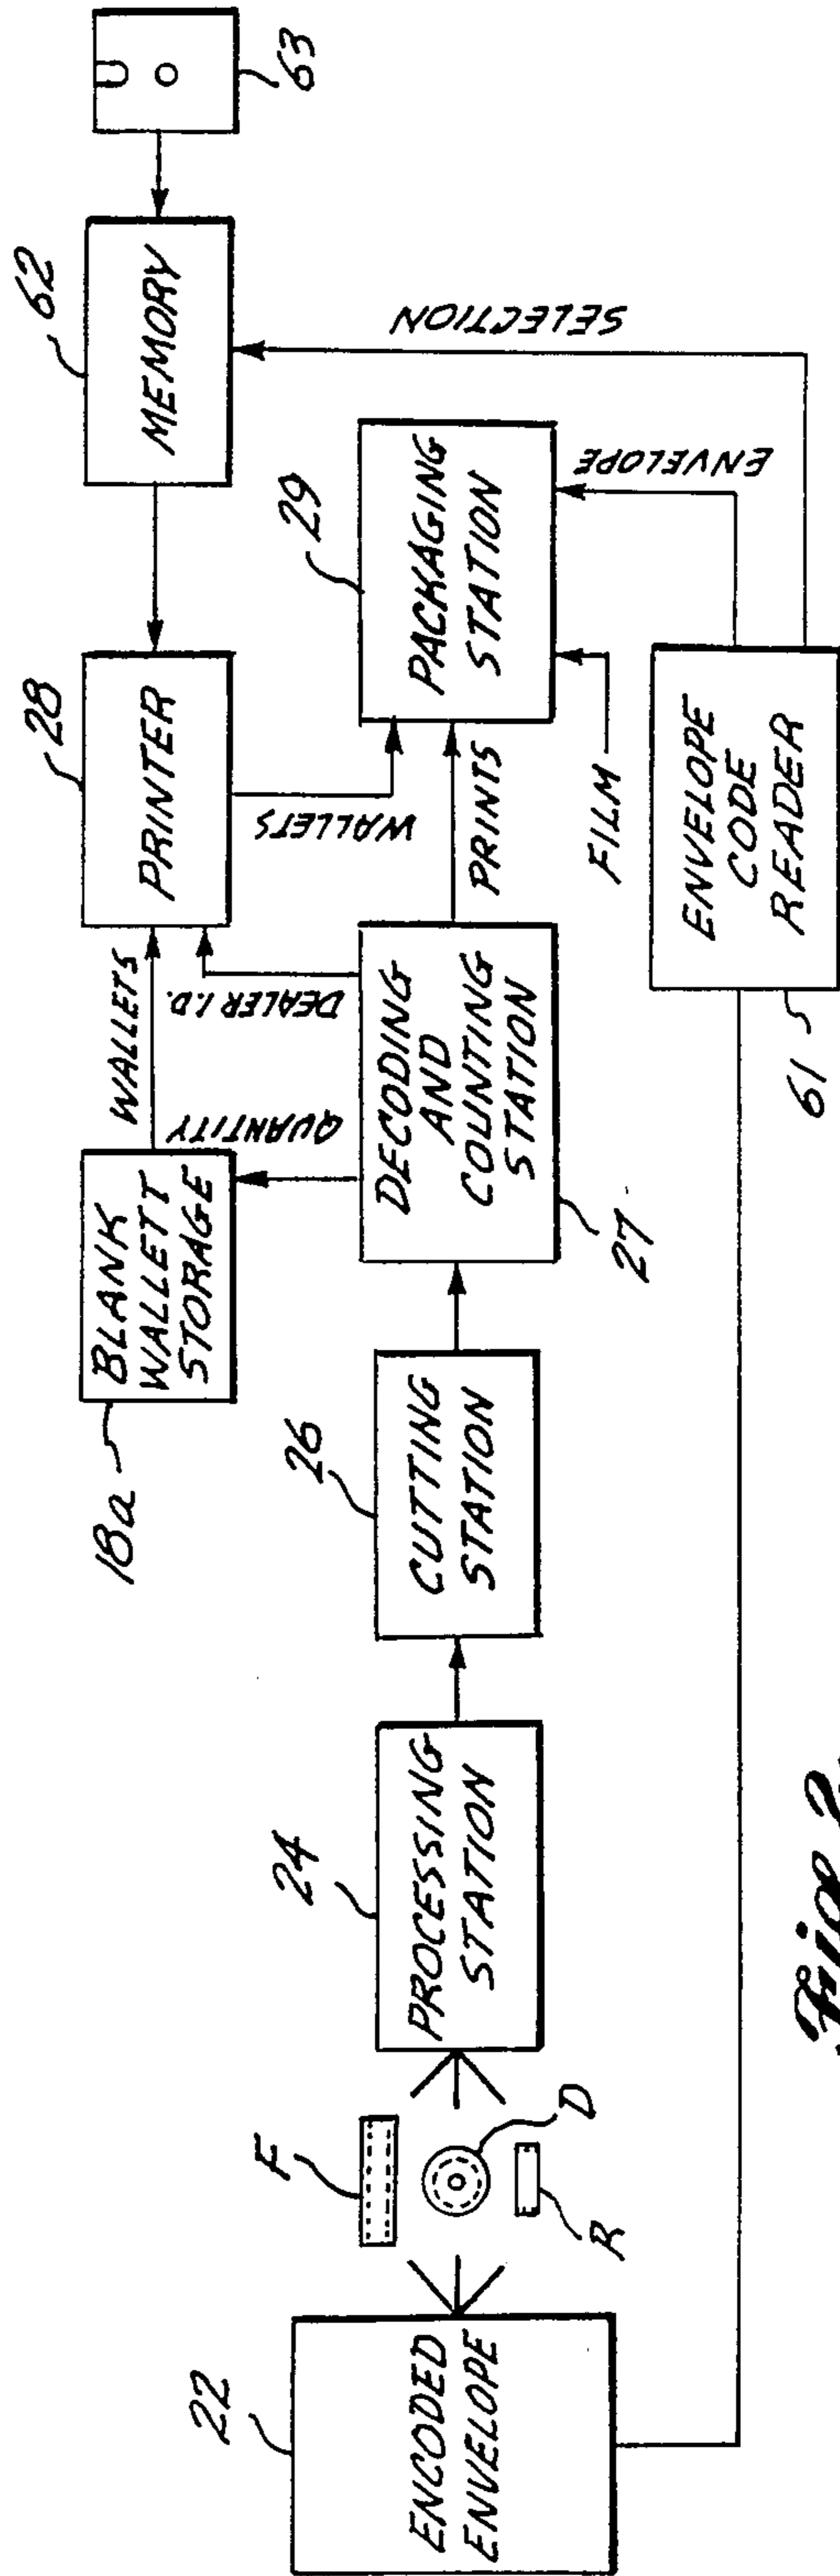 63
62
MEMORY
SELECTION
28
PRINTER
29
PACKAGING
STATION
ENVELOPE
WALLETS
DEALER I.D.
WALLETS
PRINTS
FILM
ENVELOPE
CODE
READER
61
18a
BLANK
WALLETT
STORAGE
QUANTITY
DECODING
AND
COUNTING
STATION
27
26
CUTTING
STATION
24
PROCESSING
STATION
F
D
R
22
ENCODED
ENVELOPE
Fig. 2.